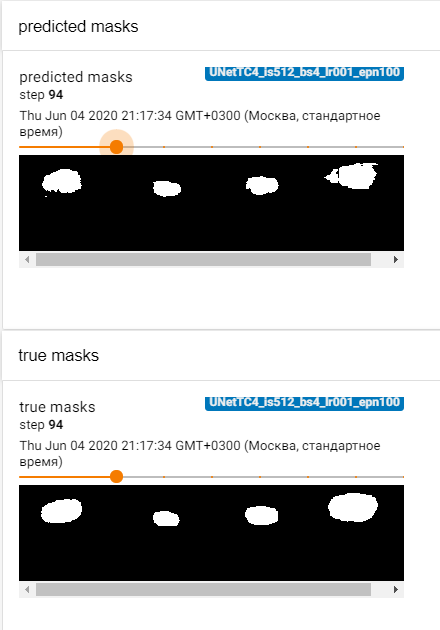 predicted masks
predicted masks
UNetTC4_is512_bs4_lr001_epn100
step 94
Thu Jun 04 2020 21:17:34 GMT+0300 (Москва, стандартное
время)
true masks
true masks
UNetTC4_is512_bs4_lr001_epn100
step 94
Thu Jun 04 2020 21:17:34 GMT+0300 (Москва, стандартное
время)